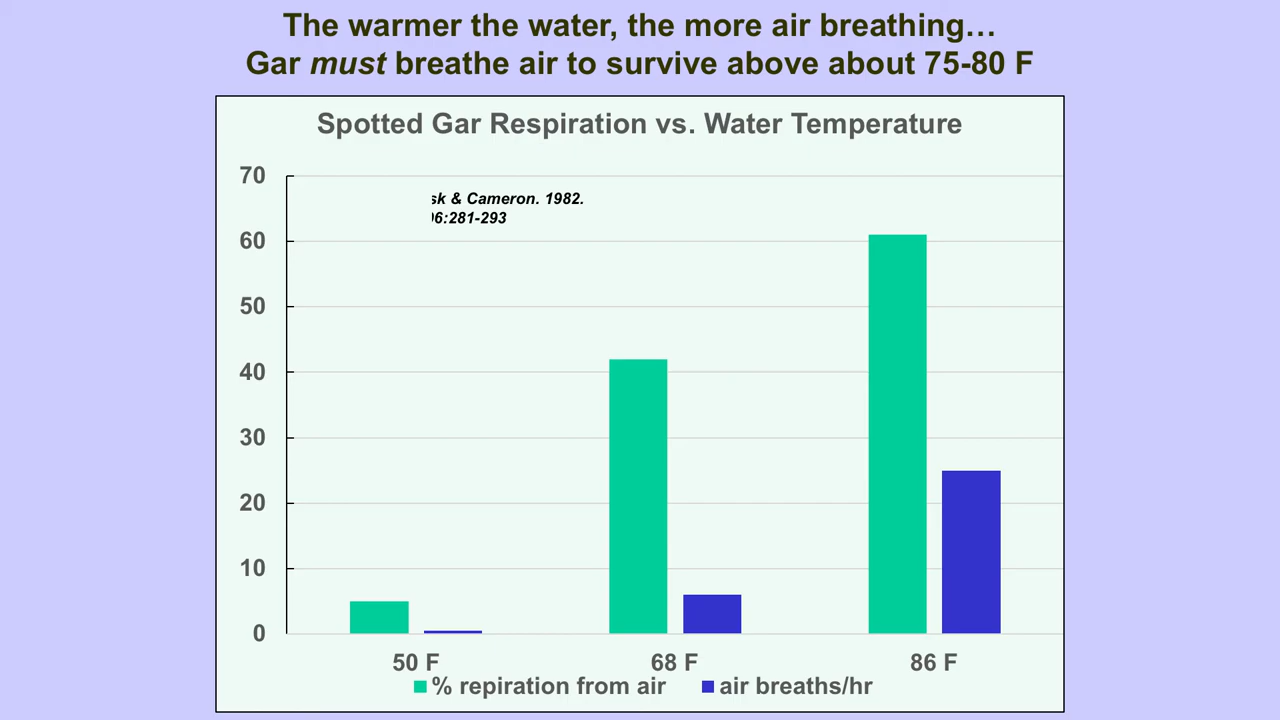 The warmer the water, the more air breathing…
Gar must breathe air to survive above about 75-80 F
Spotted Gar Respiration vs. Water Temperature
70
& Cameron. 1982.
:281-293
60
50
40
30
20
10
0
50 F 68 F 86 F
% repiration from air air breaths/hr